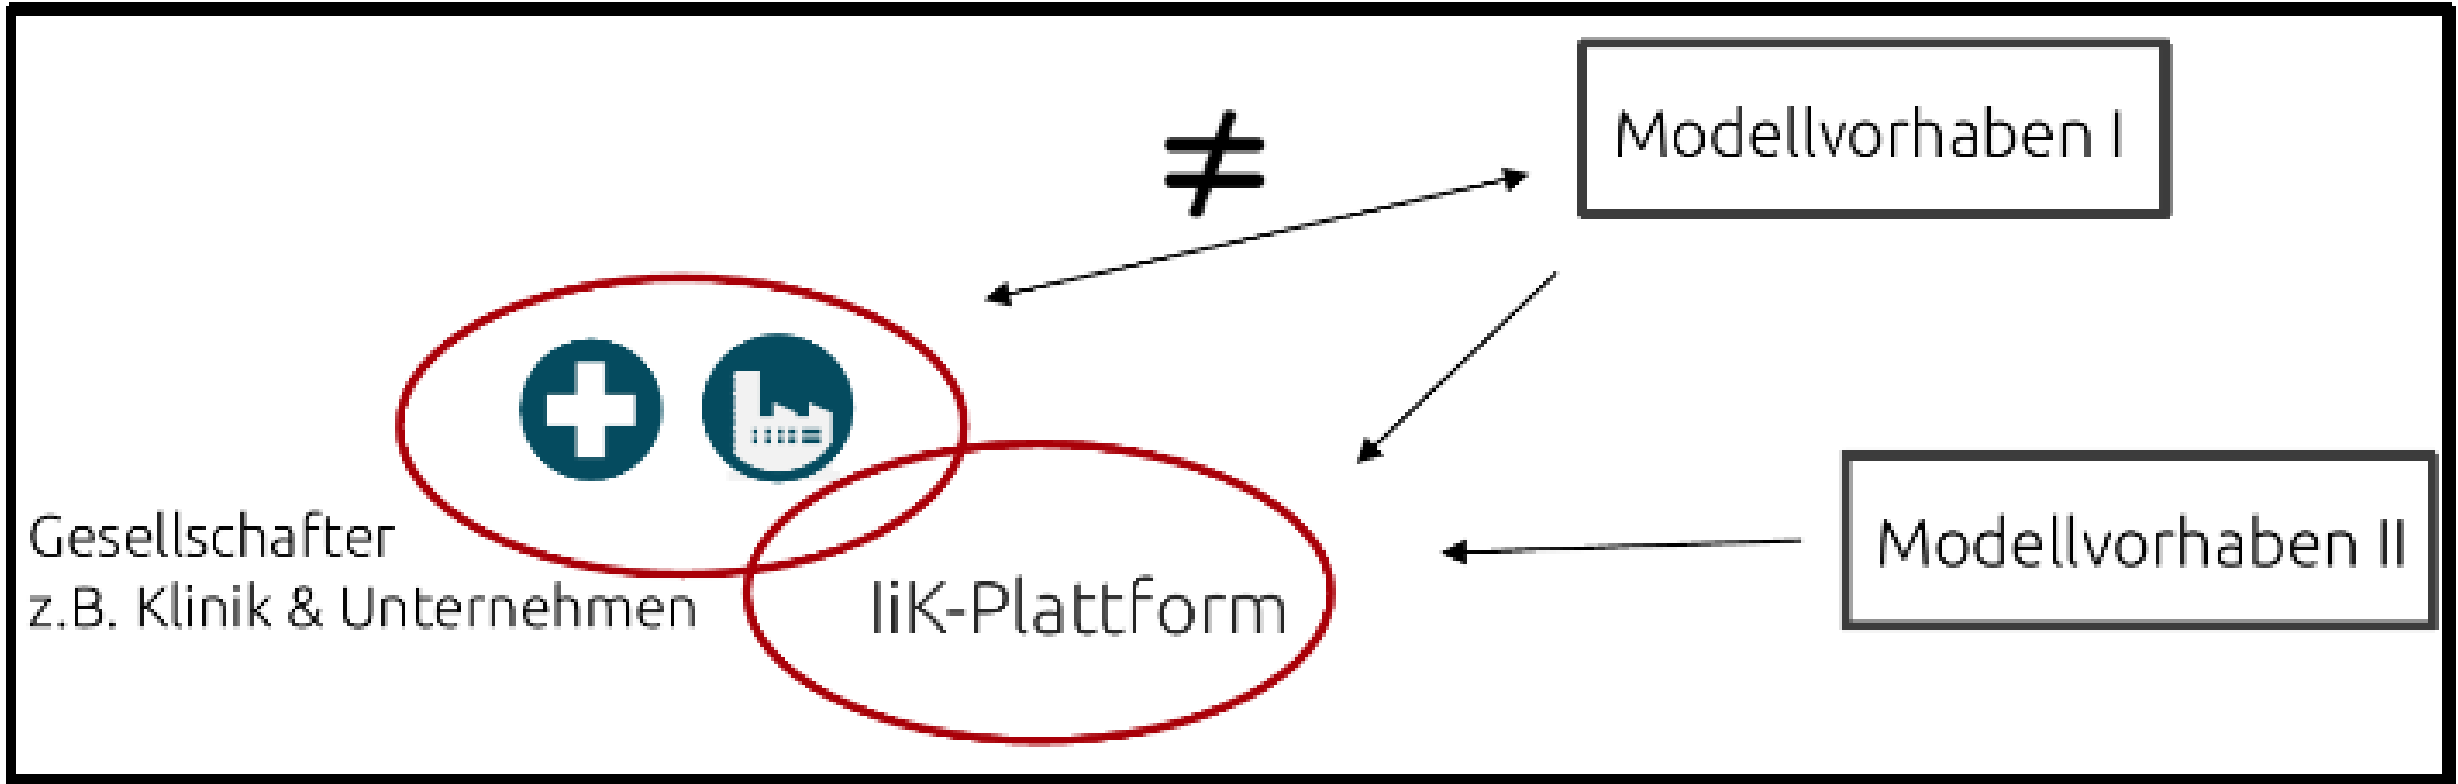 ≠
Modellvorhaben I
Gesellschafter
z.B. Klinik & Unternehmen
IiK-Plattform
Modellvorhaben II